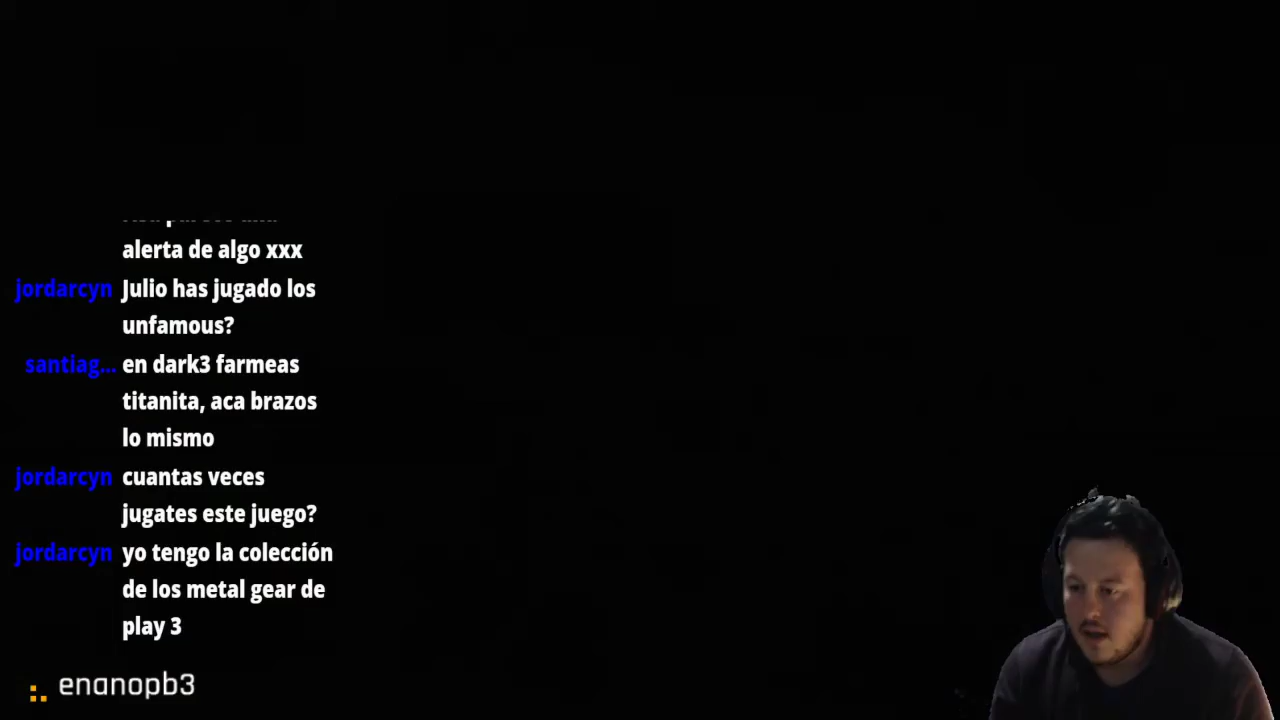 alerta de algo xxx
jordarcyn Julio has jugado los
unfamous?
santiag... en dark3 farmeas
titanita, aca brazos
lo mismo
jordarcyn cuantas veces
jugates este juego?
jordarcyn yo tengo la colección
de los metal gear de
play 3
enanopb3